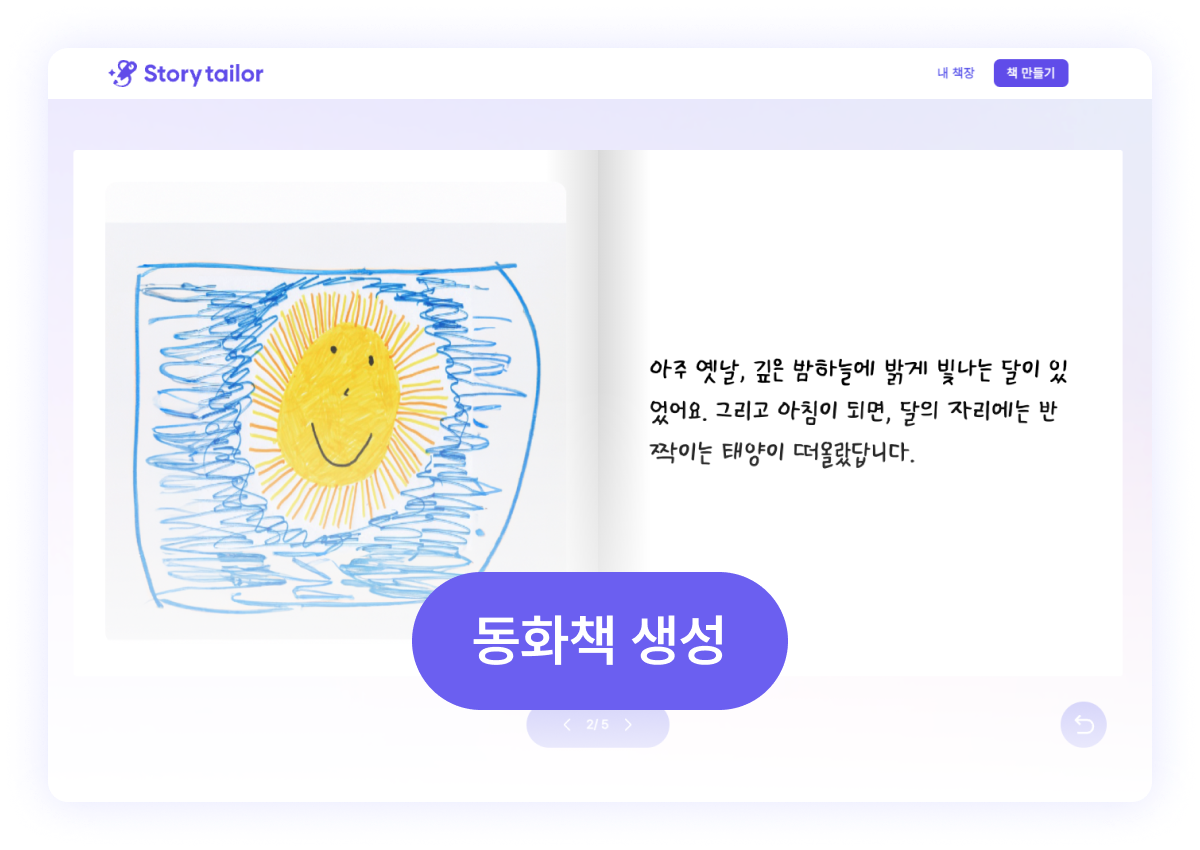 Story tailor
내 책장
책 만들기
아주 옛날, 깊은 밤하늘에 밝게 빛나는 달이 있
었어요. 그리고 아침이 되면, 달의 자리에는 반
짝이는 태양이 떠올랐답니다.
동화책 생성
2/ 5